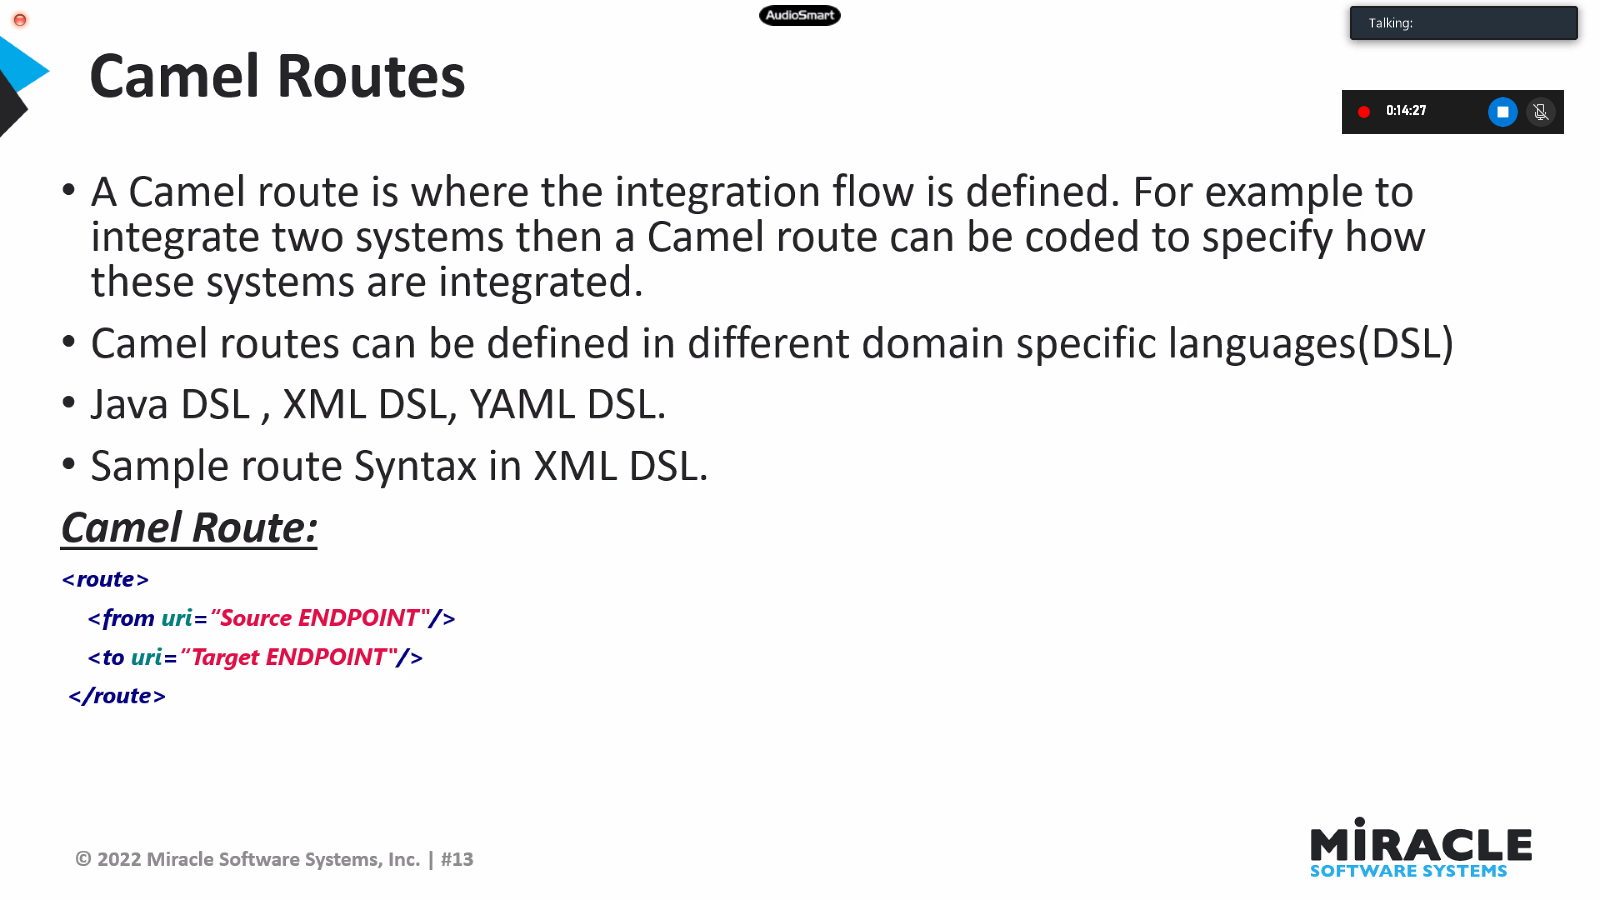 AudioSmart
Talking:
Camel Routes
0:14:27
• A Camel route is where the integration flow is defined. For example to
integrate two systems then a Camel route can be coded to specify how
these systems are integrated.
• Camel routes can be defined in different domain specific languages(DSL)
• Java DSL , XML DSL, YAML DSL.
• Sample route Syntax in XML DSL.
Camel Route:
<route>
<from uri=“Source ENDPOINT"/>
<to uri=“Target ENDPOINT"/>
</route>
© 2022 Miracle Software Systems, Inc. | #13
MiRACLE
SOFTWARE SYSTEMS